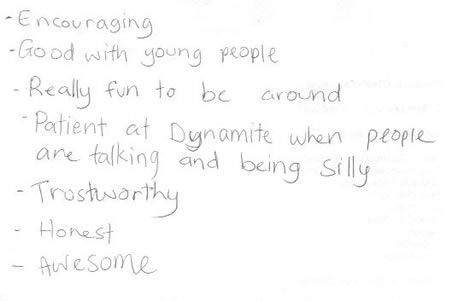 - Encouraging
- Good with young people
- Really fun to be around
- Patient at Dynamite when people
are talking and being silly
- Trustworthy
- Honest
- Awesome